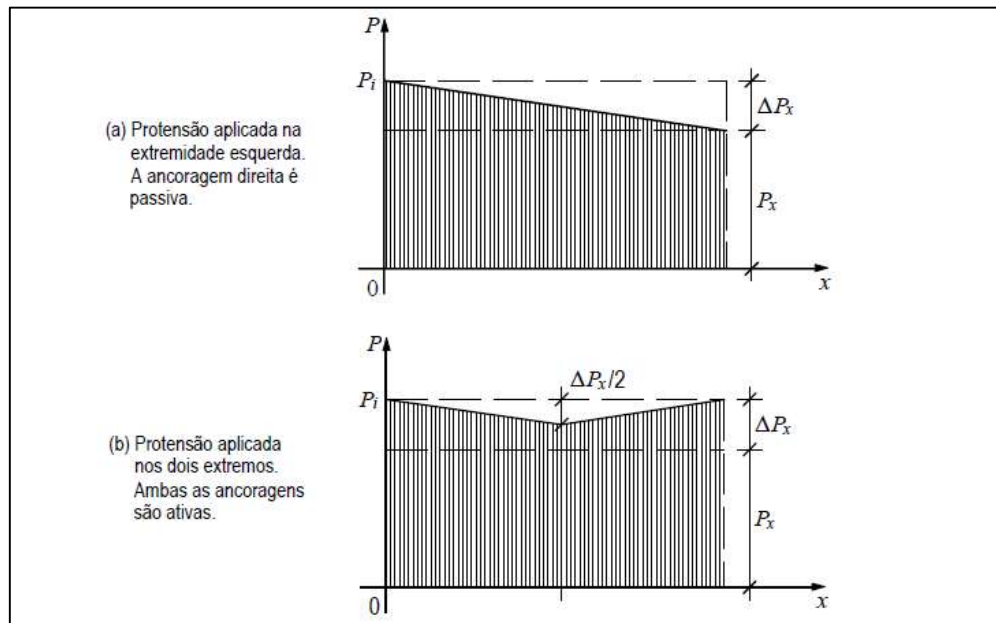 P
P_i
ΔP_x
(a) Protensão aplicada na
extremidade esquerda.
A ancoragem direita é
passiva.
P_x
0
x
P
ΔP_x/2
P_i
ΔP_x
(b) Protensão aplicada
nos dois extremos.
Ambas as ancoragens
são ativas.
P_x
0
x